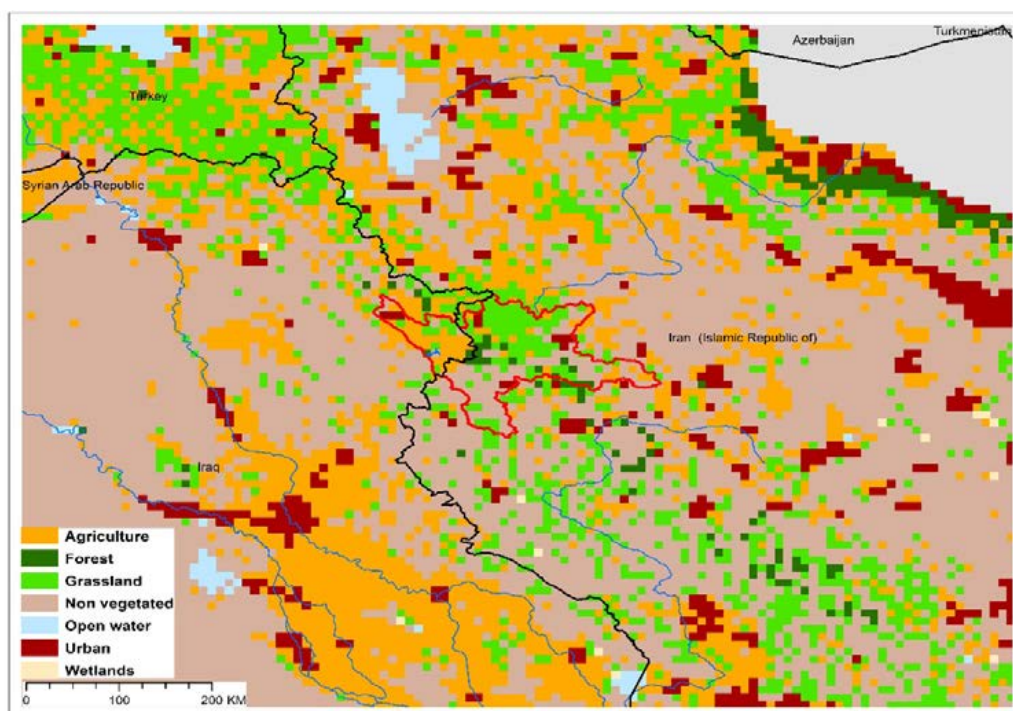 Azerbaijan
Turkmenista
Turkey
Syrian Arab Republic
Iran (Islamic Republic of)
Iraq
Agriculture
Forest
Grassland
Non vegetated
Open water
Urban
Wetlands
0 100 200 KM